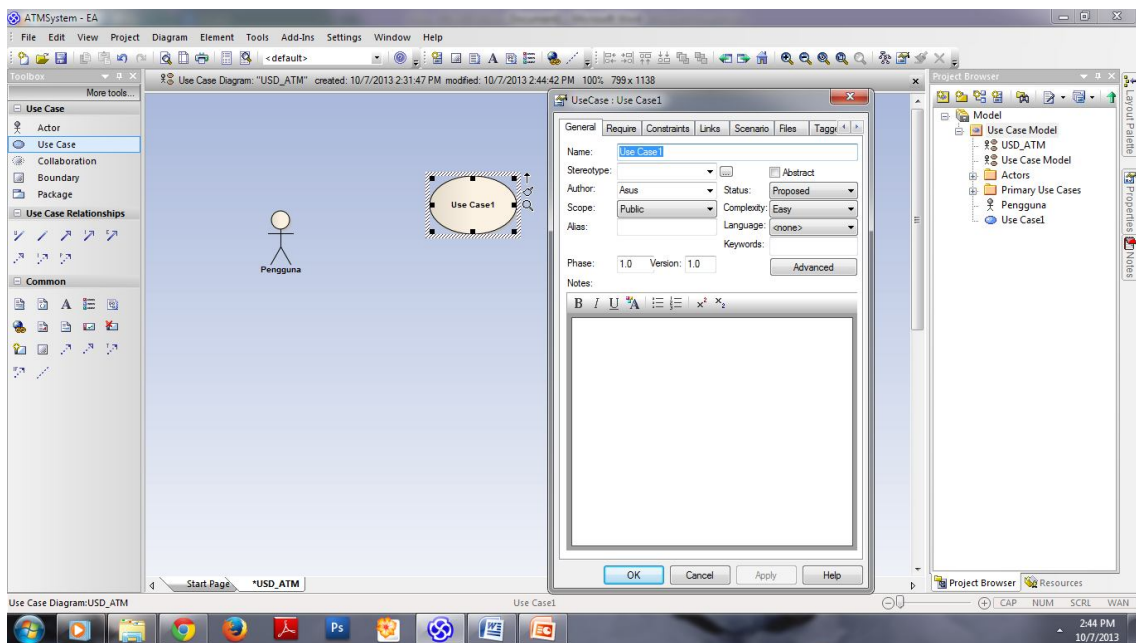 ATMSystem - EA
File Edit View Project Diagram Element Tools Add-Ins Settings Window Help
<default>
Toolbox
More tools...
Use Case
Actor
Use Case
Collaboration
Boundary
Package
Use Case Relationships
Common
Use Case Diagram: "USD_ATM" created: 10/7/2013 2:31:47 PM modified: 10/7/2013 2:44:42 PM 100% 799 x 1138
Pengguna
Use Case1
UseCase : Use Case1
General Require Constraints Links Scenario Files
Name: Use Case1
Stereotype: Abstract
Author: Asus Status: Proposed
Scope: Public Complexity: Easy
Alias: Language: <none>
Keywords:
Phase: 1.0 Version: 1.0 Advanced
Notes:
B I U A
OK Cancel Apply Help
Project Browser
Model
Use Case Model
USD_ATM
Use Case Model
Actors
Primary Use Cases
Pengguna
Use Case1
Layout Palette
Properties
Notes
Start Page *USD_ATM
Project Browser Resources
Use Case Diagram:USD_ATM Use Case1 CAP NUM SCRL WAN
Ps
2:44 PM
10/7/2013